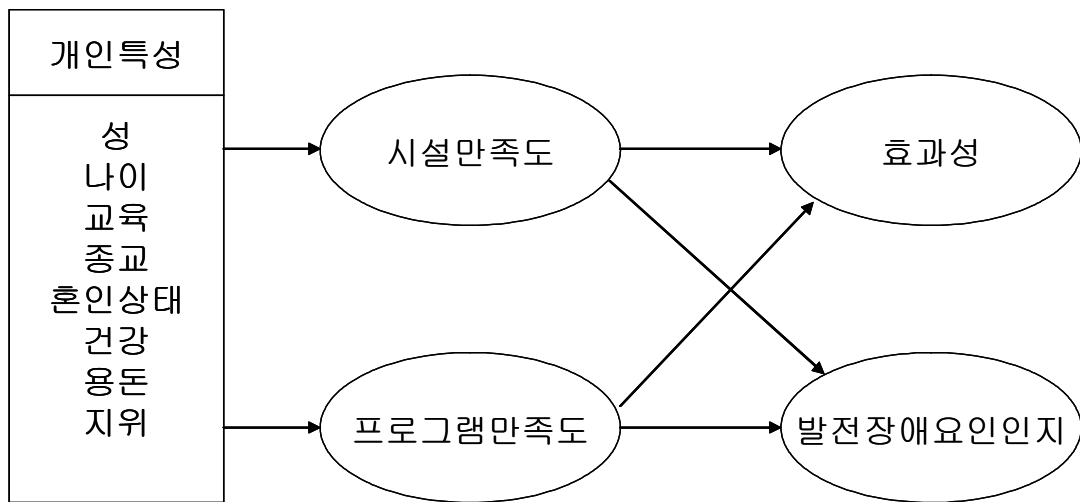 개인특성
성
나이
교육
종교
혼인상태
건강
용돈
지위
시설만족도
프로그램만족도
효과성
발전장애요인인지